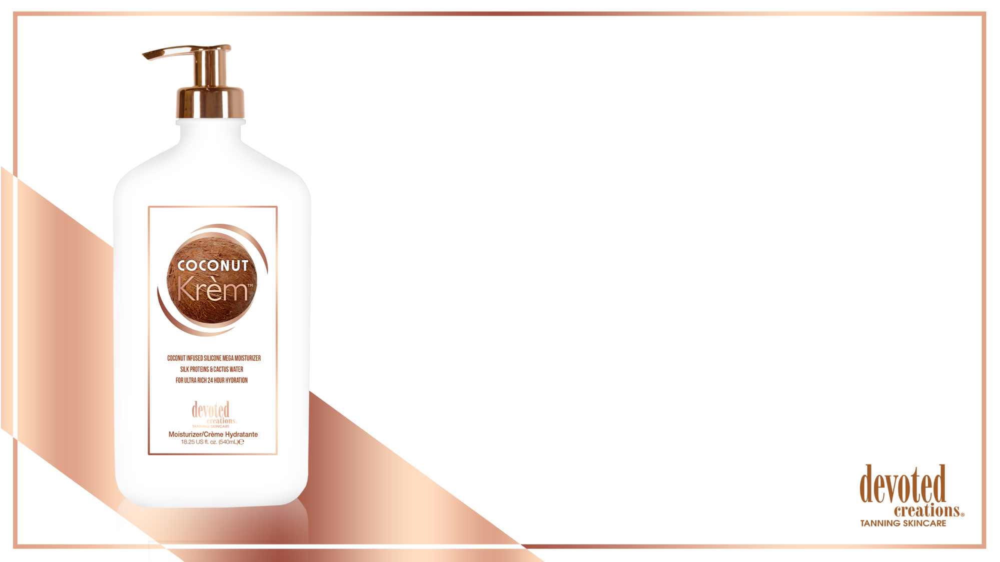 COCONUT
Krèm™
COCONUT INFUSED SILICONE MEGA MOISTURIZER
SILK PROTEINS & CACTUS WATER
FOR ULTRA RICH 24 HOUR HYDRATION
devoted
creations™
TANNING SKINCARE
Moisturizer/Crème Hydratante
18.25 US fl. oz. (540mL)℮
devoted
creations®
TANNING SKINCARE